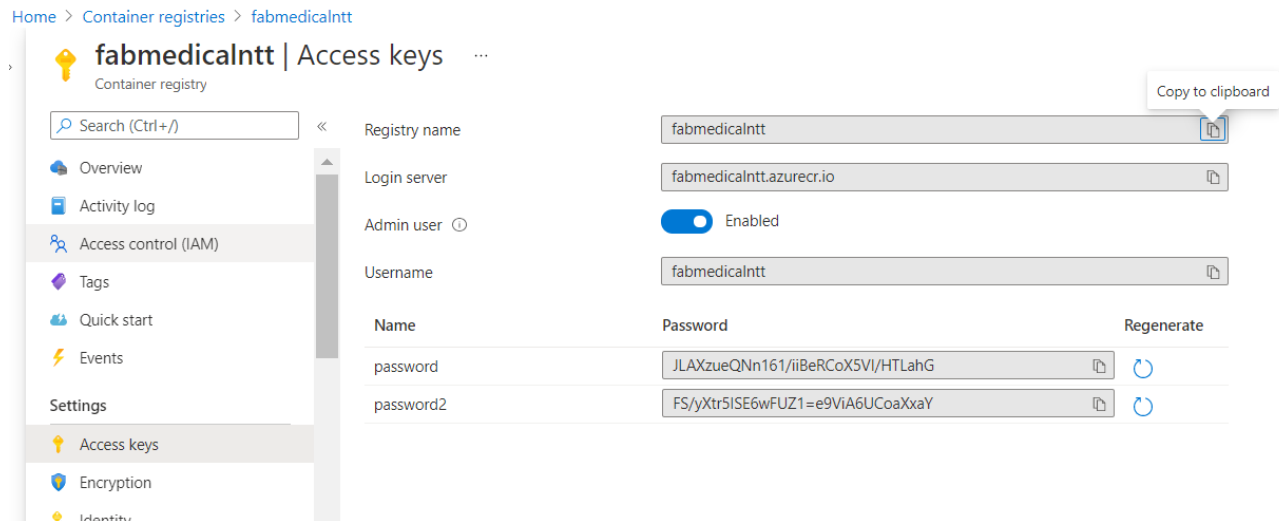 Home > Container registries > fabmedicalntt
fabmedicalntt | Access keys ...
Container registry
Copy to clipboard
Search (Ctrl+/)
«
Overview
Activity log
Access control (IAM)
Tags
Quick start
Events
Settings
Access keys
Encryption
Identity
Registry name fabmedicalntt
Login server fabmedicalntt.azurecr.io
Admin user Enabled
Username fabmedicalntt
Name Password Regenerate
password JLAXzueQNn161/iiBeRCoX5VI/HTLahG
password2 FS/yXtr5ISE6wFUZ1=e9ViA6UCoaXxaY